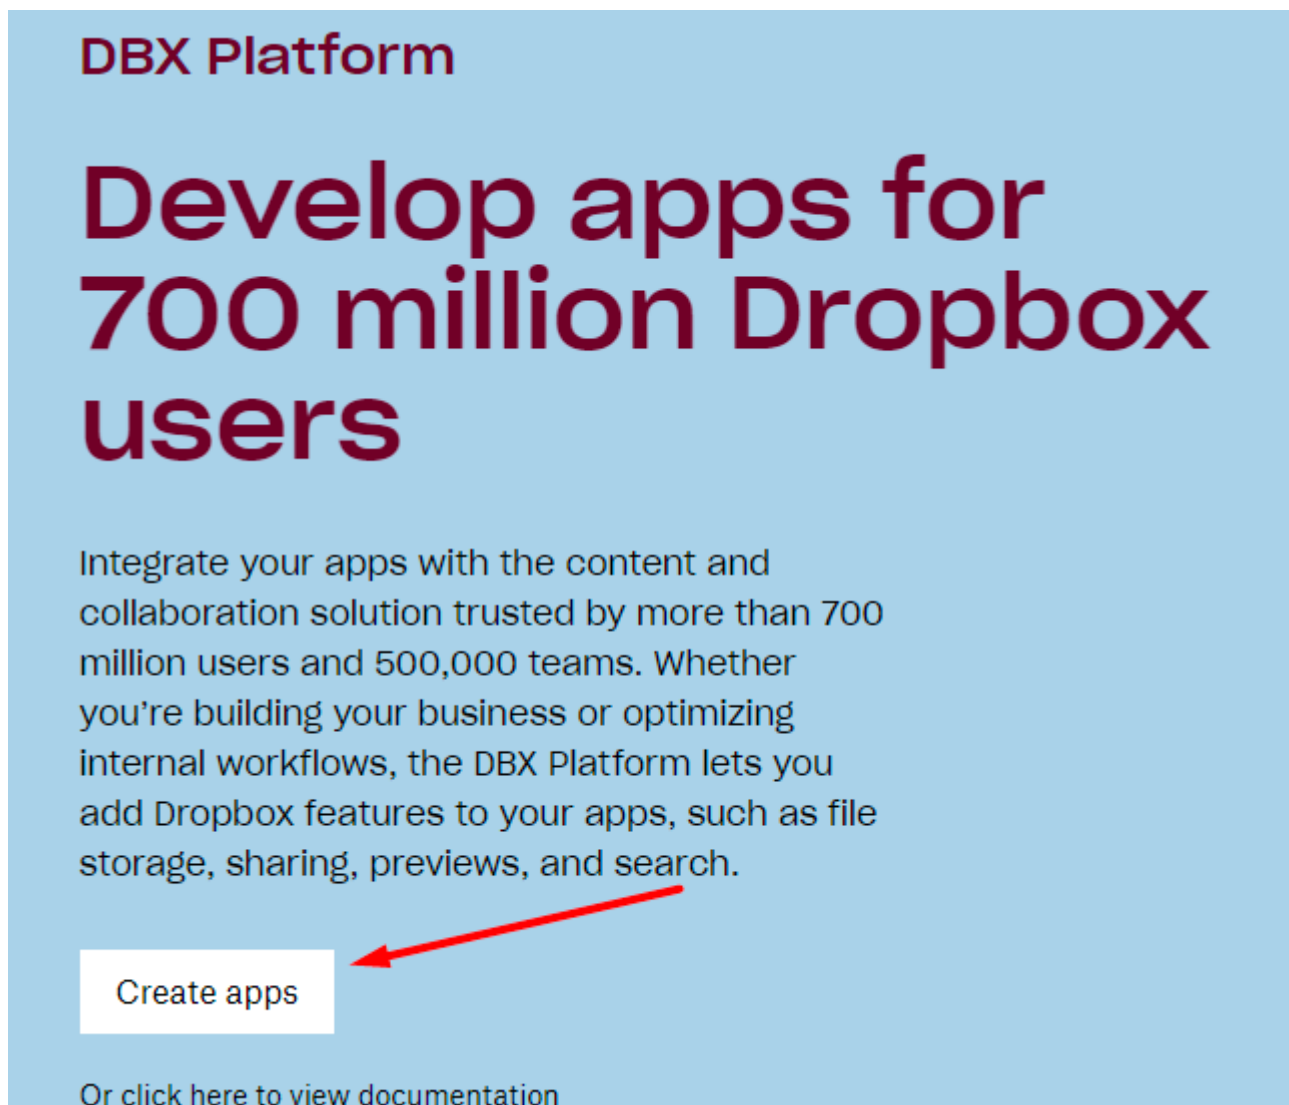 DBX Platform
Develop apps for
700 million Dropbox
users
Integrate your apps with the content and
collaboration solution trusted by more than 700
million users and 500,000 teams. Whether
you’re building your business or optimizing
internal workflows, the DBX Platform lets you
add Dropbox features to your apps, such as file
storage, sharing, previews, and search.
Create apps
Or click here to view documentation